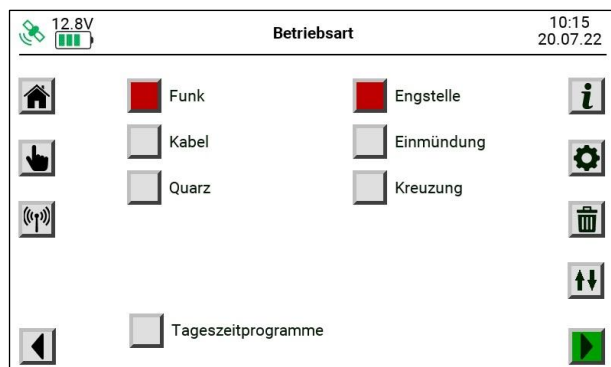 12.8V
Betriebsart
10:15
20.07.22
Funk
Engstelle
Kabel
Einmündung
Quarz
Kreuzung
Tageszeitprogramme